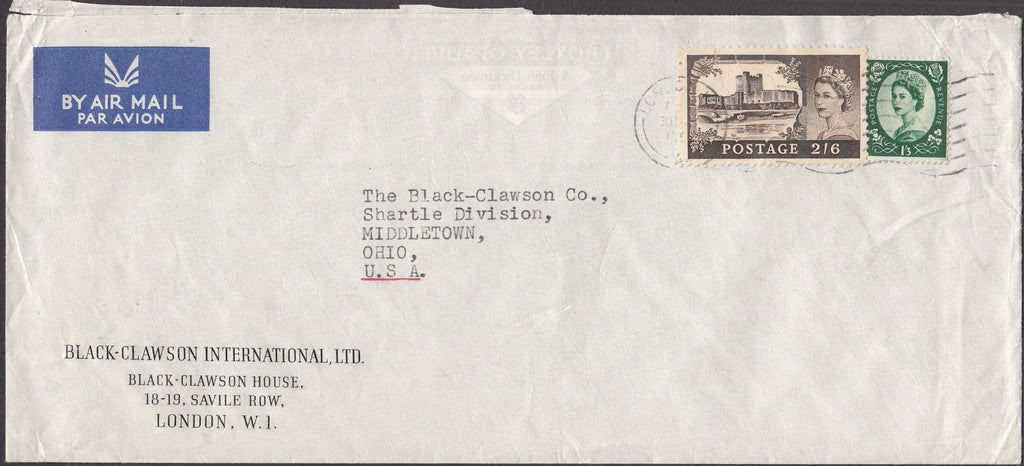 BY AIR MAIL
PAR AVION
POSTAGE 2/6
POSTAGE
REVENUE
1/3
The Black-Clawson Co.,
Shartle Division,
MIDDLETOWN,
OHIO,
U.S A.
BLACK-CLAWSON INTERNATIONAL, LTD.
BLACK-CLAWSON HOUSE,
18-19, SAVILE ROW,
LONDON, W.1.